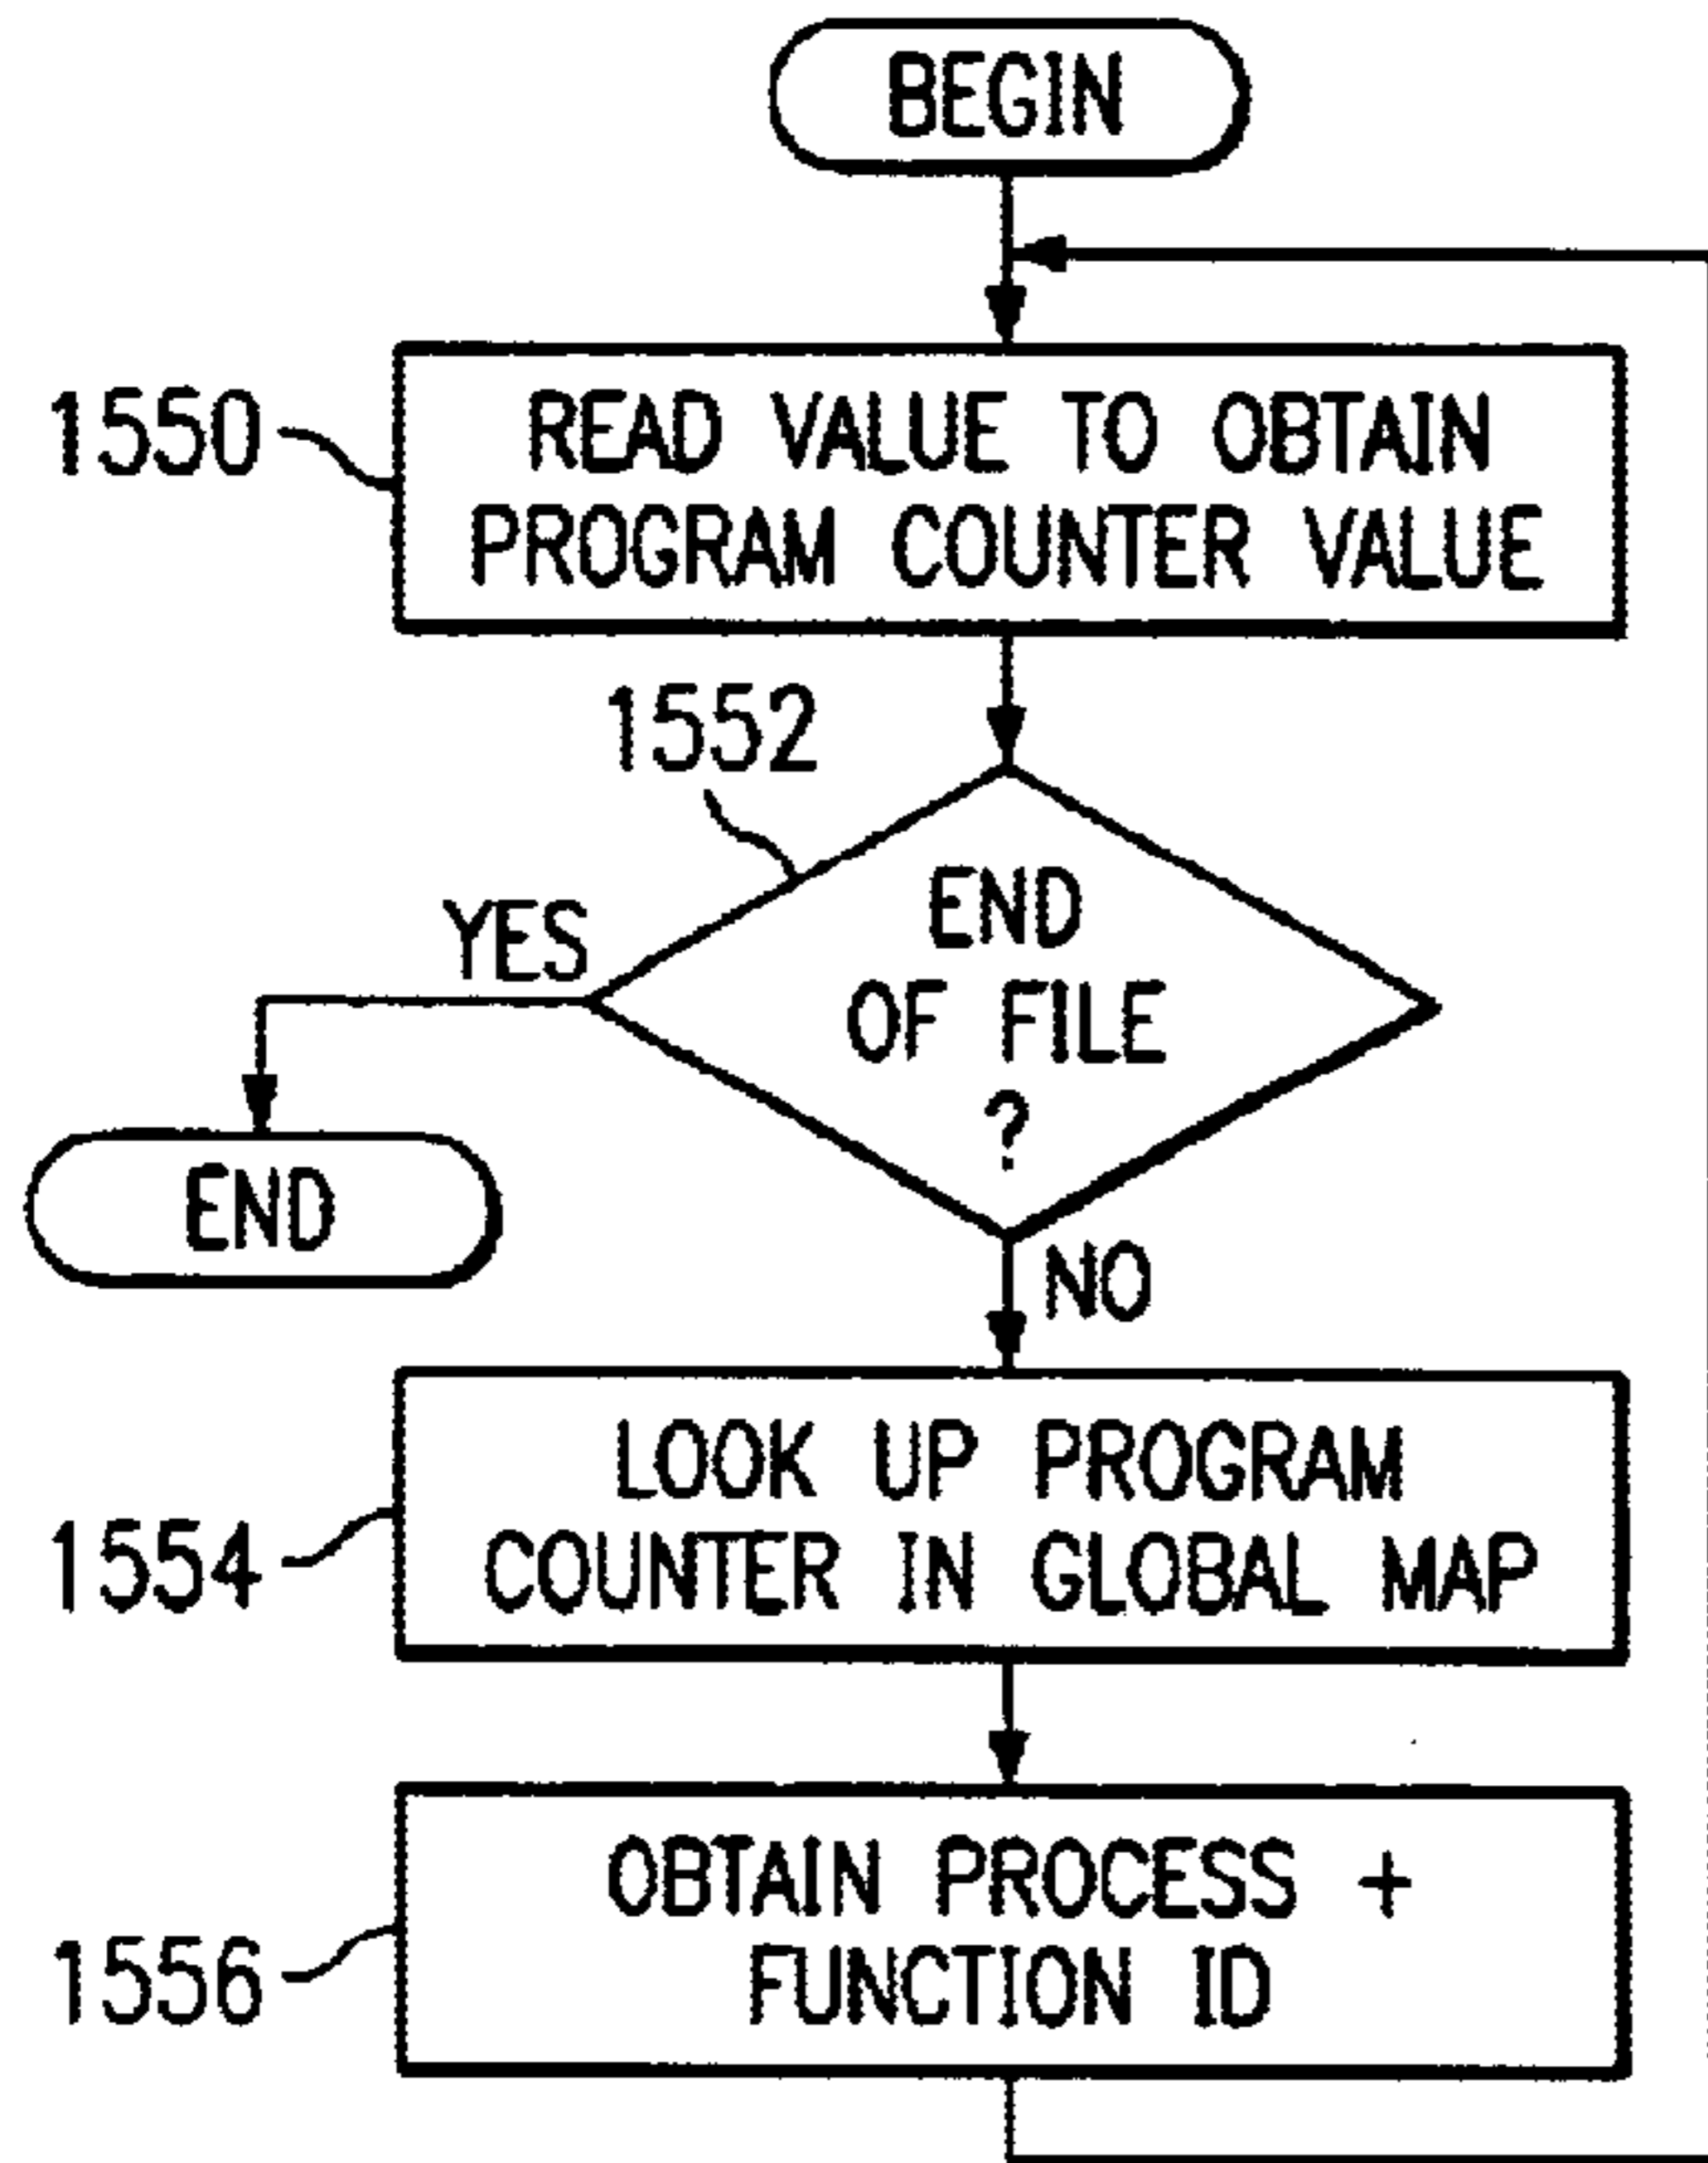 BEGIN
1550
READ VALUE TO OBTAIN
PROGRAM COUNTER VALUE
1552
END
OF FILE
?
YES
END
NO
1554
LOOK UP PROGRAM
COUNTER IN GLOBAL MAP
1556
OBTAIN PROCESS +
FUNCTION ID